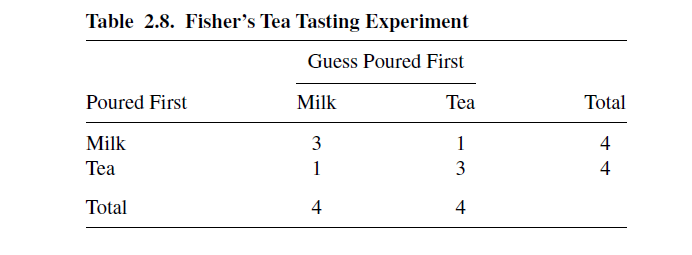 Table 2.8. Fisher's Tea Tasting Experiment
Guess Poured First
Poured First Milk Tea Total
Milk 3 1 4
Tea 1 3 4
Total 4 4